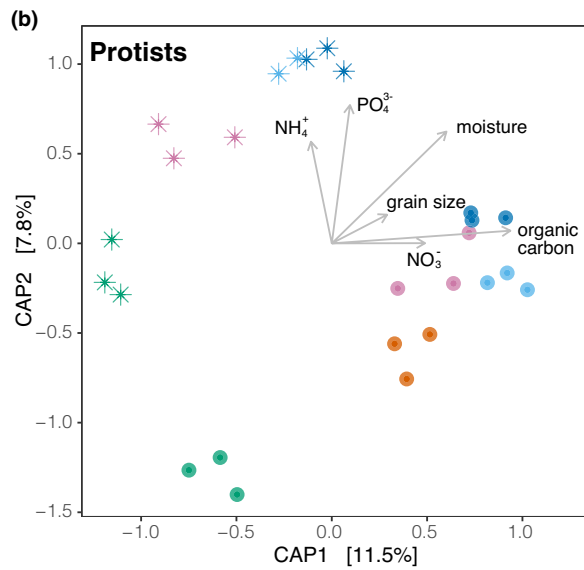 (b)
Protists
1.0
0.5
0.0
−0.5
−1.0
−1.5
CAP2 [7.8%]
NH₄⁺
PO₄³⁻
moisture
grain size
organic
carbon
NO₃⁻
−1.0 −0.5 0.0 0.5 1.0
CAP1 [11.5%]